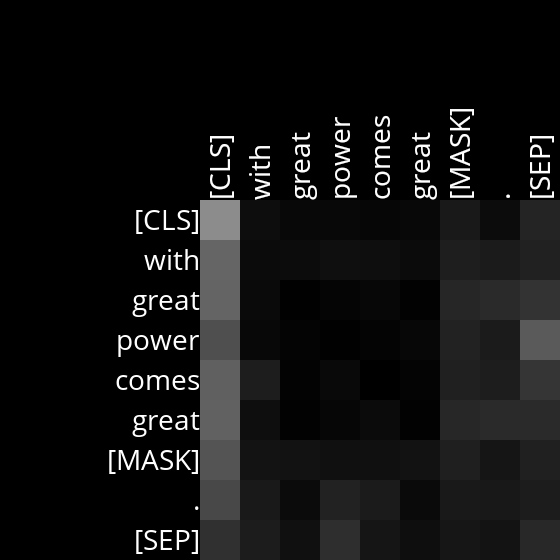 [CLS] with great power comes great [MASK] . [SEP]
[CLS]
with
great
power
comes
great
[MASK]
.
[SEP]